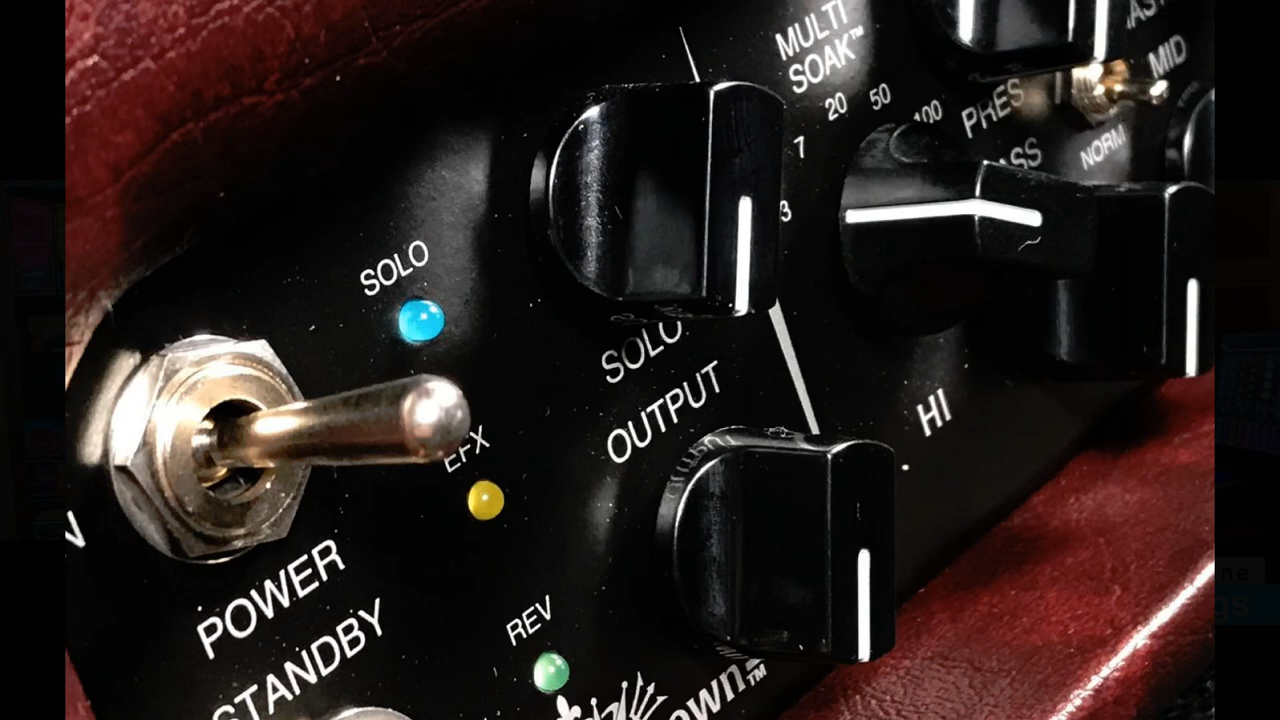 MULTI
SOAK™
MID
20
50
100
PRES
NORM
7
3
SOLO
SOLO
OUTPUT
HI
EFX
POWER
STANDBY
REV